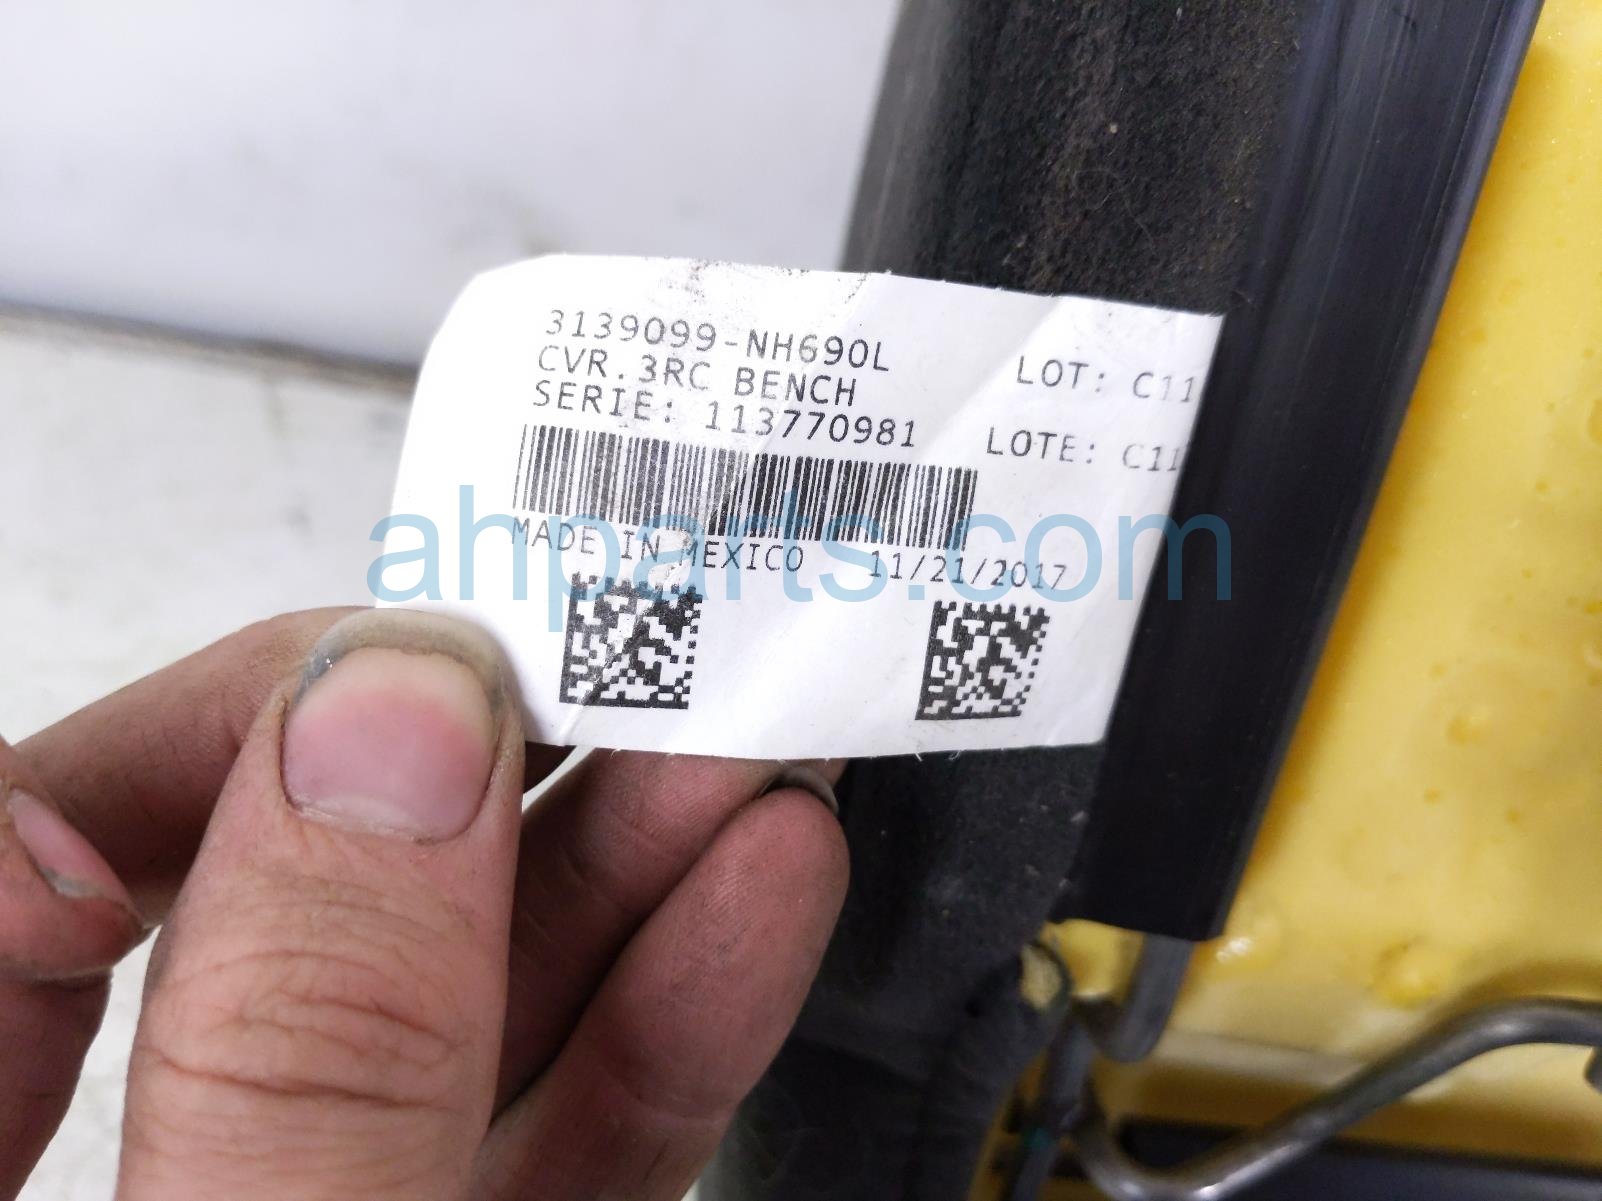 3139099-NH690L
CVR. 3RC BENCH
SERIE: 113770981
LOT: C11
LOTE: C11
MADE IN MEXICO 11/21/2017
ahparts.com